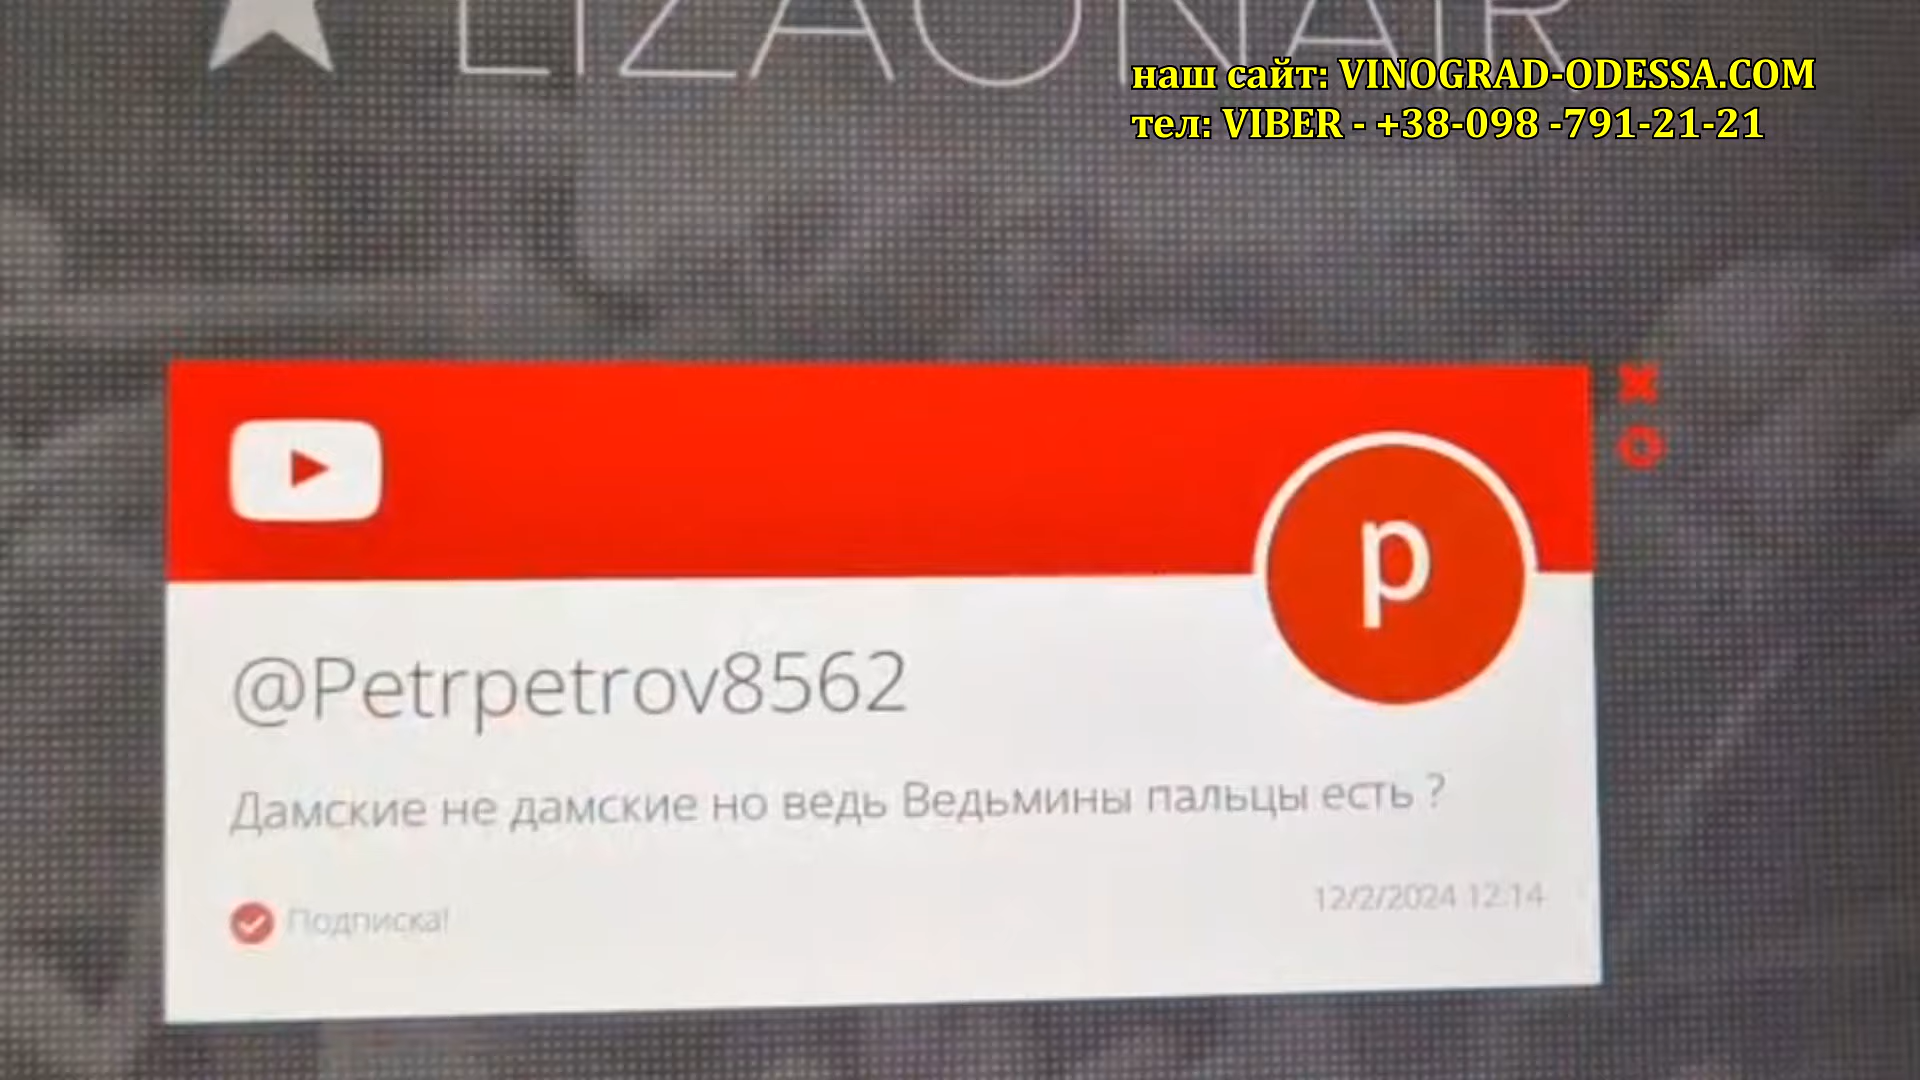 LIZAONAIR
наш сайт: VINOGRAD-ODESSA.COM
тел: VIBER - +38-098 -791-21-21
p
@Petrpetrov8562
Дамские не дамские но ведь Ведьмины пальцы есть ?
12/2/2024 12:14
Подписка!